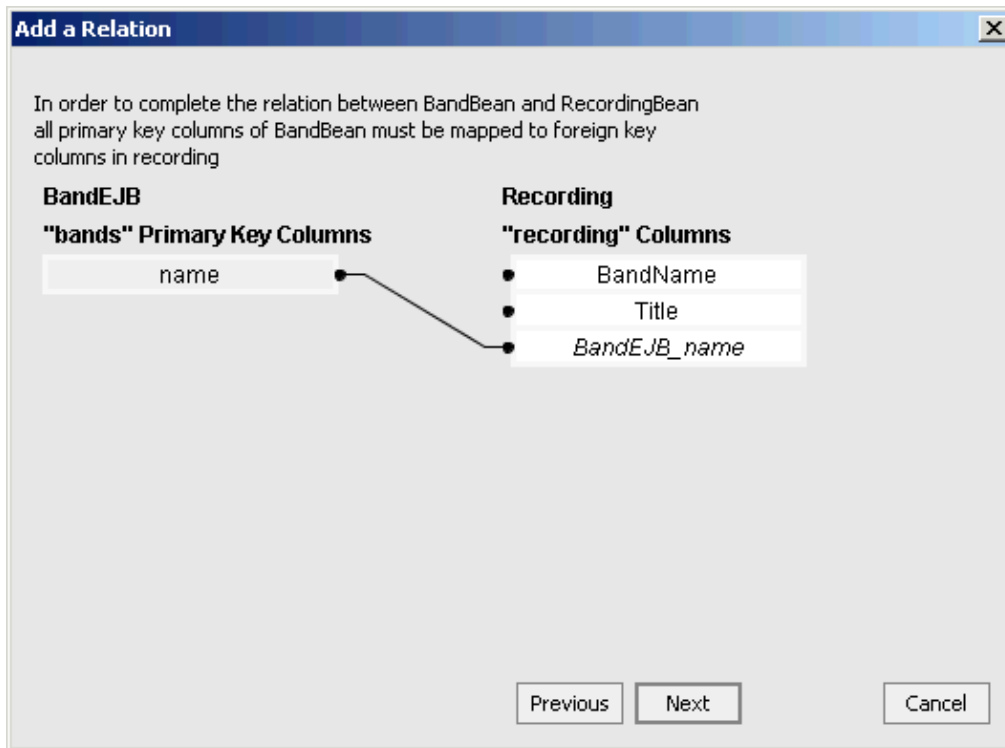 Add a Relation
In order to complete the relation between BandBean and RecordingBean
all primary key columns of BandBean must be mapped to foreign key
columns in recording
BandEJB
"bands" Primary Key Columns
name
Recording
"recording" Columns
BandName
Title
BandEJB_name
Previous
Next
Cancel